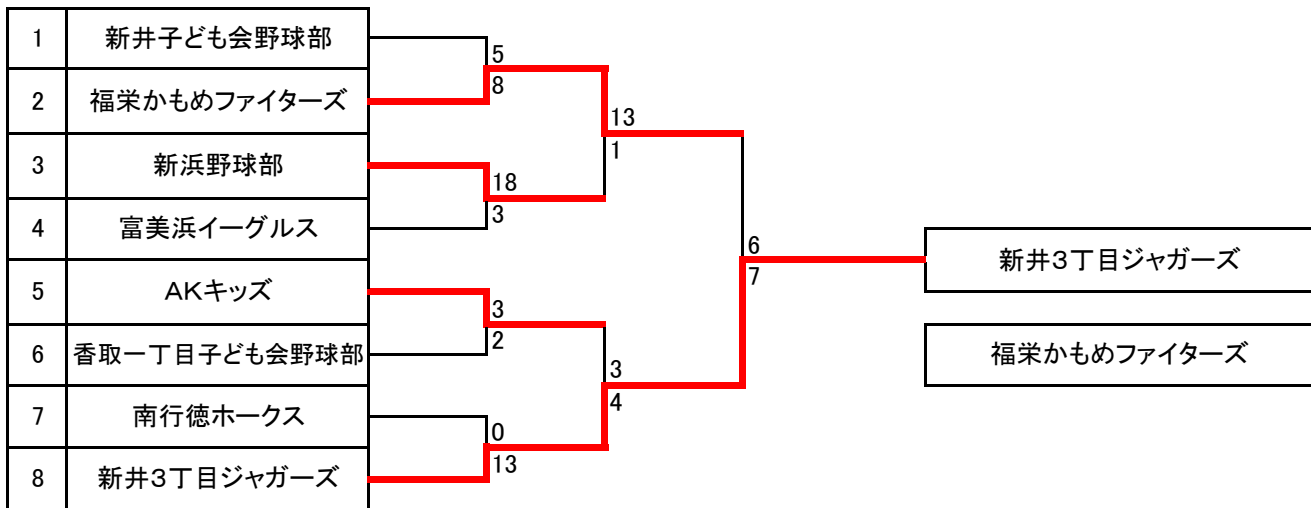 1 新井子ども会野球部
5
8
2 福栄かもめファイターズ
13
1
3 新浜野球部
18
3
4 富美浜イーグルス
6
7
新井3丁目ジャガーズ
5 AKキッズ
3
2
6 香取一丁目子ども会野球部
福栄かもめファイターズ
3
4
7 南行徳ホークス
0
13
8 新井3丁目ジャガーズ